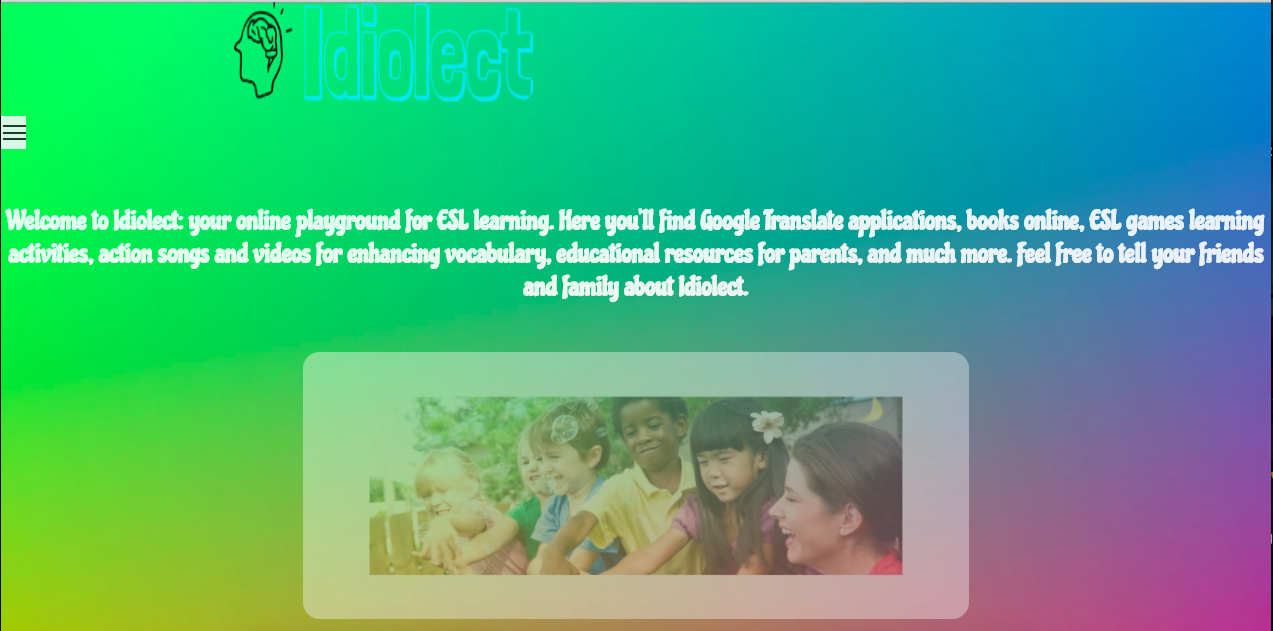 Idiolect
Welcome to Idiolect: your online playground for ESL learning. Here you'll find Google Translate applications, books online, ESL games learning
activities, action songs and videos for enhancing vocabulary, educational resources for parents, and much more. Feel free to tell your friends
and family about Idiolect.